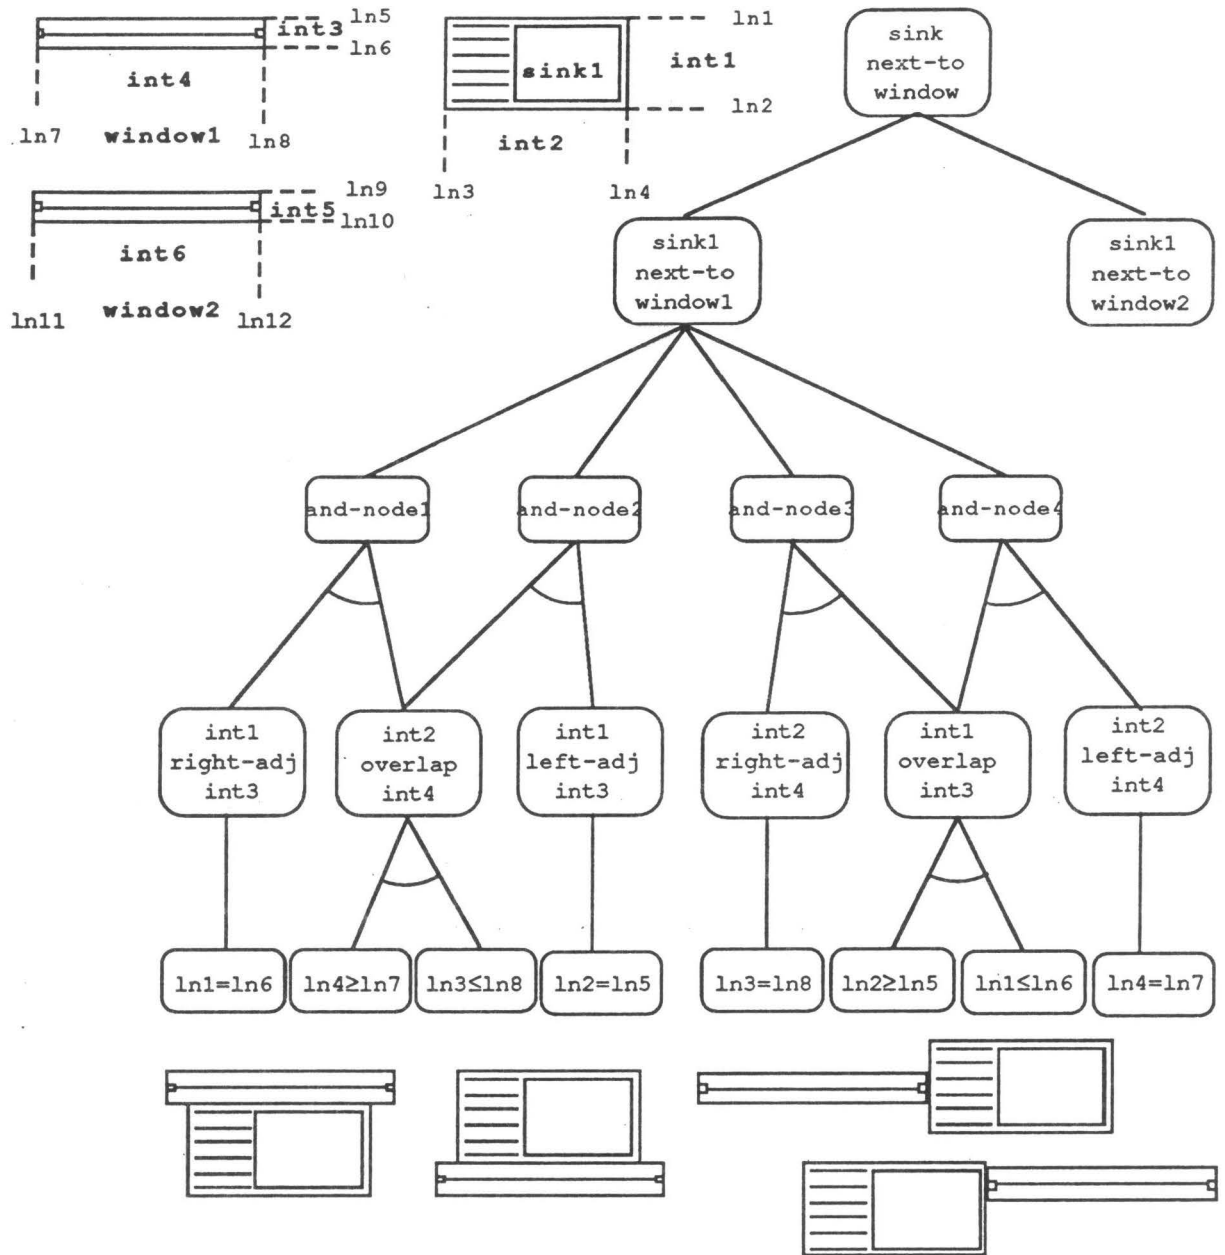 ln5
int3
ln6
int4
ln7
window1
ln8
ln9
int5
ln10
int6
window2
ln11
ln12
ln1
sink1
int1
ln2
int2
ln3
ln4
sink
next-to
window
sink1
next-to
window1
sink1
next-to
window2
and-node1
and-node2
and-node3
and-node4
int1
right-adj
int3
int2
overlap
int4
int1
left-adj
int3
int2
right-adj
int4
int1
overlap
int3
int2
left-adj
int4
ln1=ln6
ln4≥ln7
ln3≤ln8
ln2=ln5
ln3=ln8
ln2≥ln5
ln1≤ln6
ln4=ln7